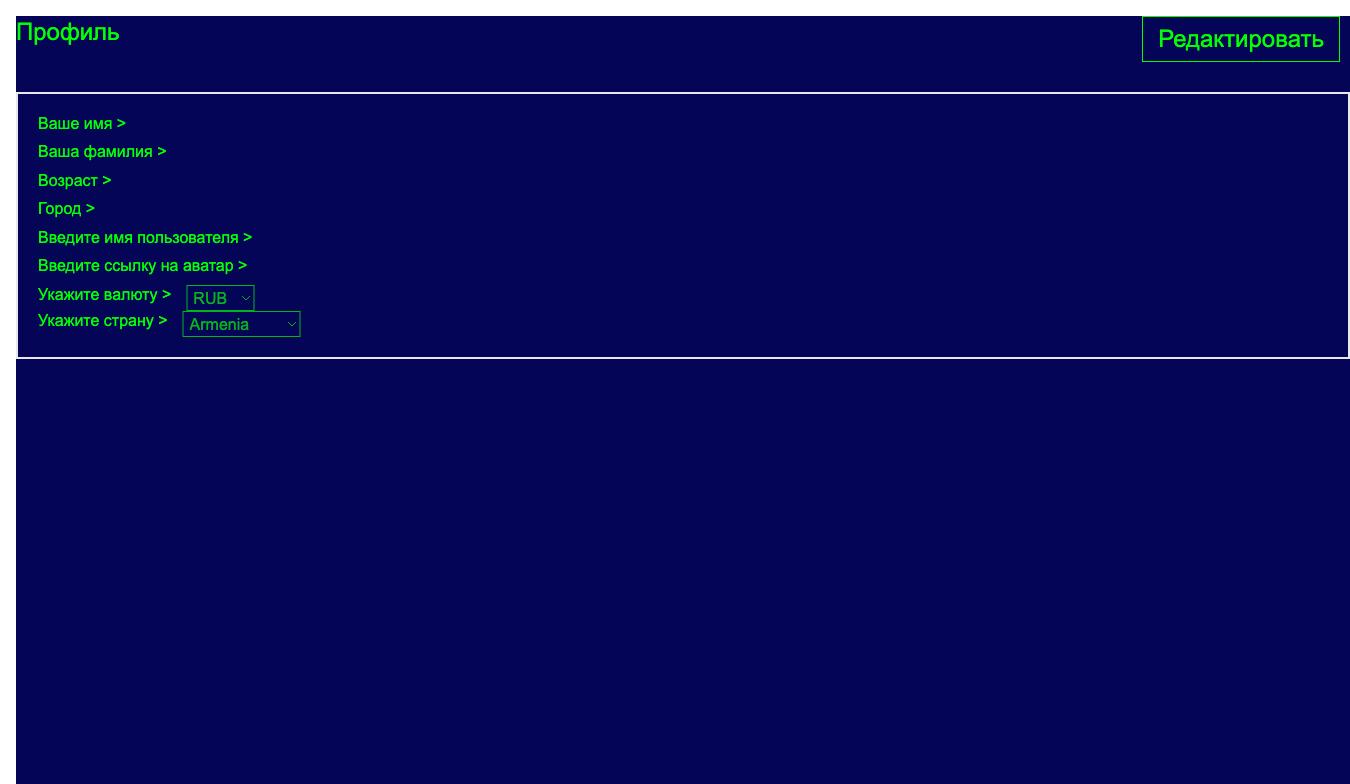 Профиль
Редактировать
Ваше имя >
Ваша фамилия >
Возраст >
Город >
Введите имя пользователя >
Введите ссылку на аватар >
Укажите валюту > RUB
Укажите страну > Armenia